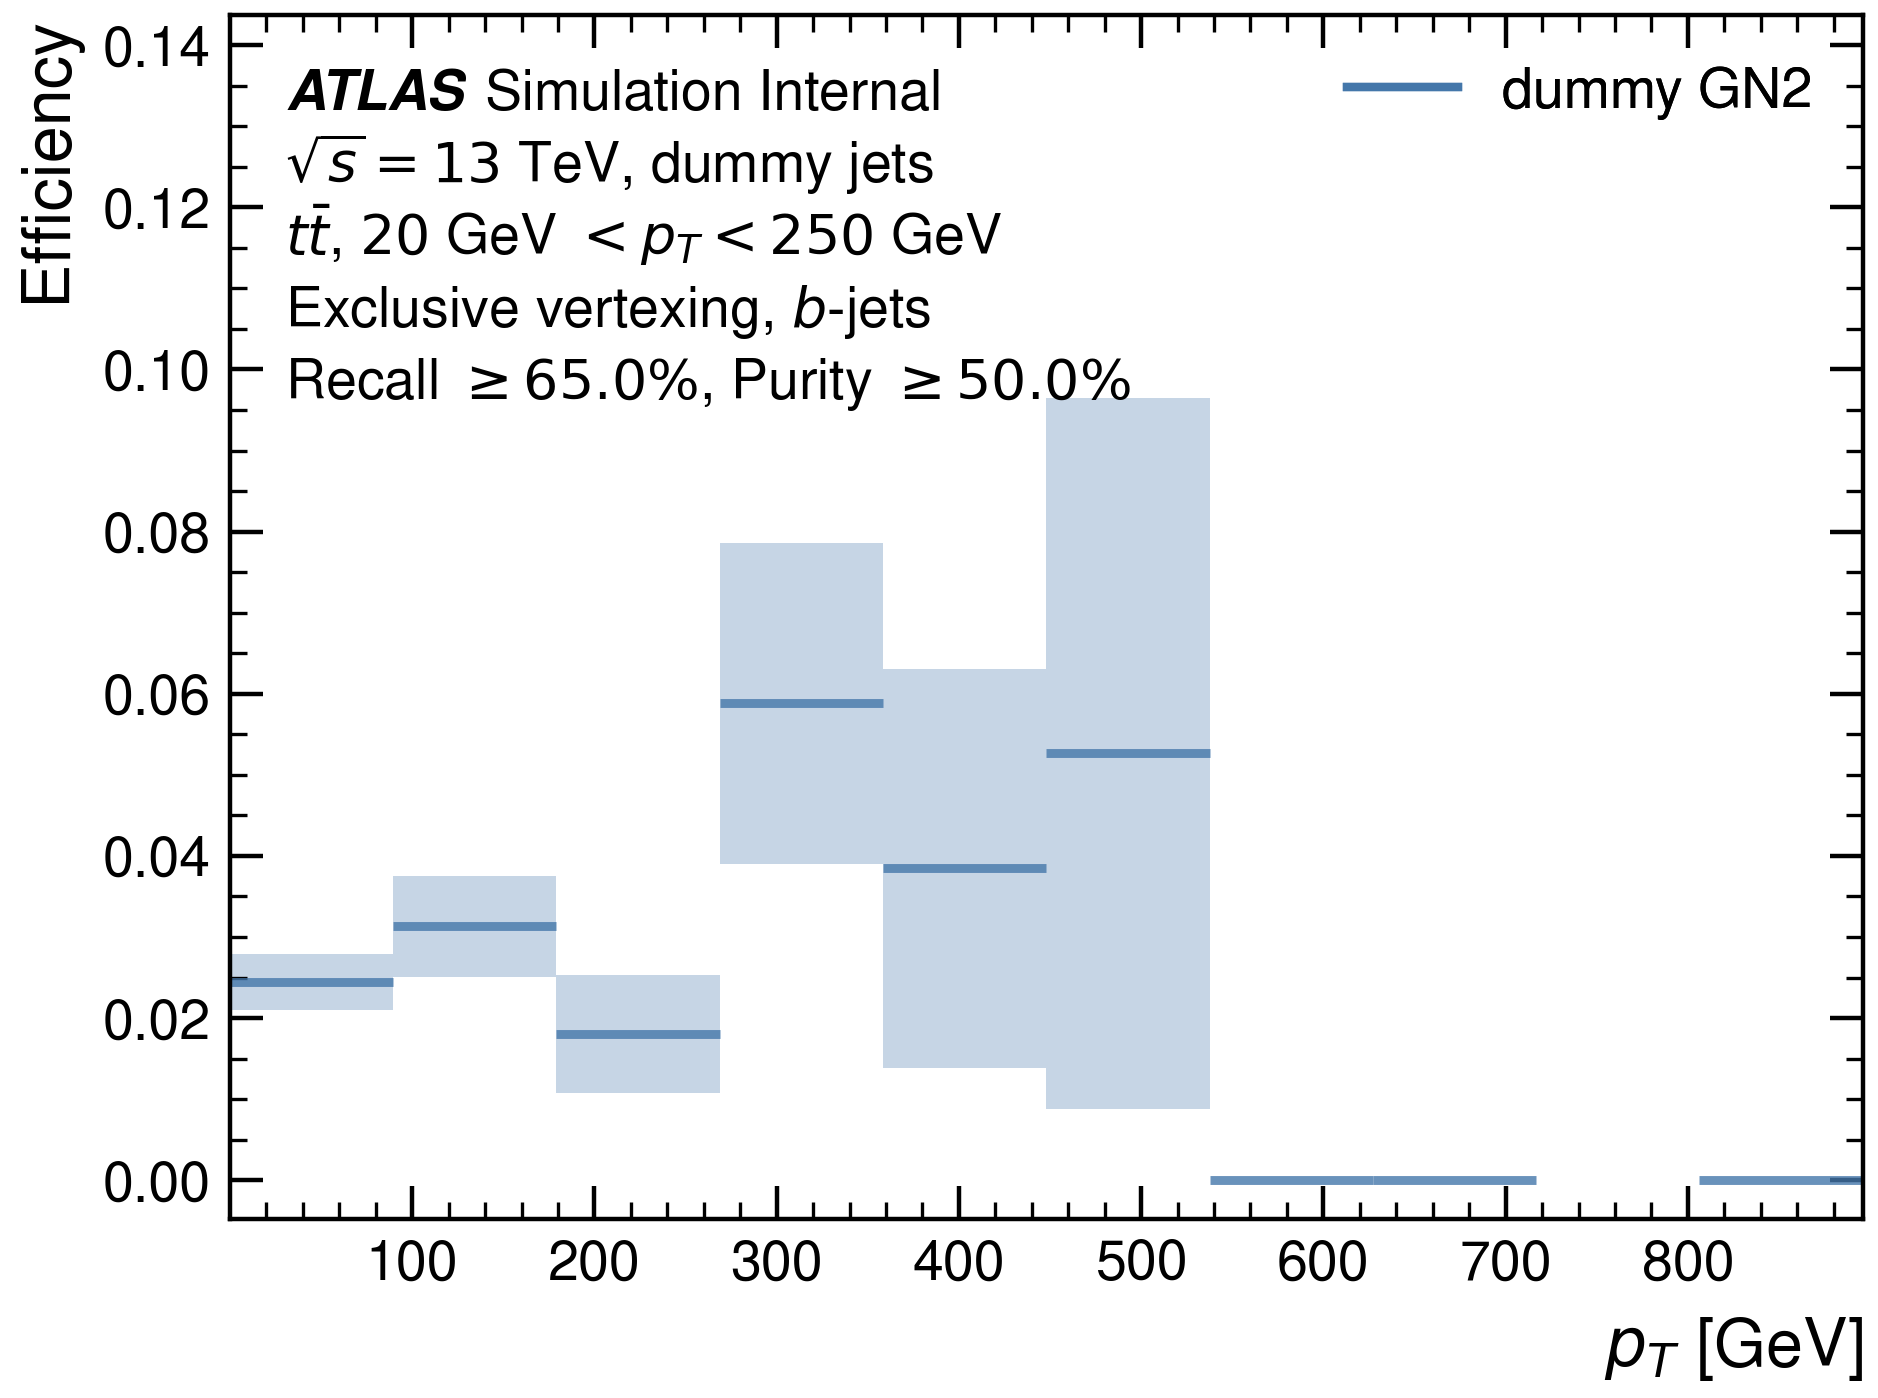 Efficiency
0.14
0.12
0.10
0.08
0.06
0.04
0.02
0.00
ATLAS Simulation Internal
√s = 13 TeV, dummy jets
tt̄, 20 GeV < p_T < 250 GeV
Exclusive vertexing, b-jets
Recall ≥ 65.0%, Purity ≥ 50.0%
dummy GN2
100 200 300 400 500 600 700 800
p_T [GeV]